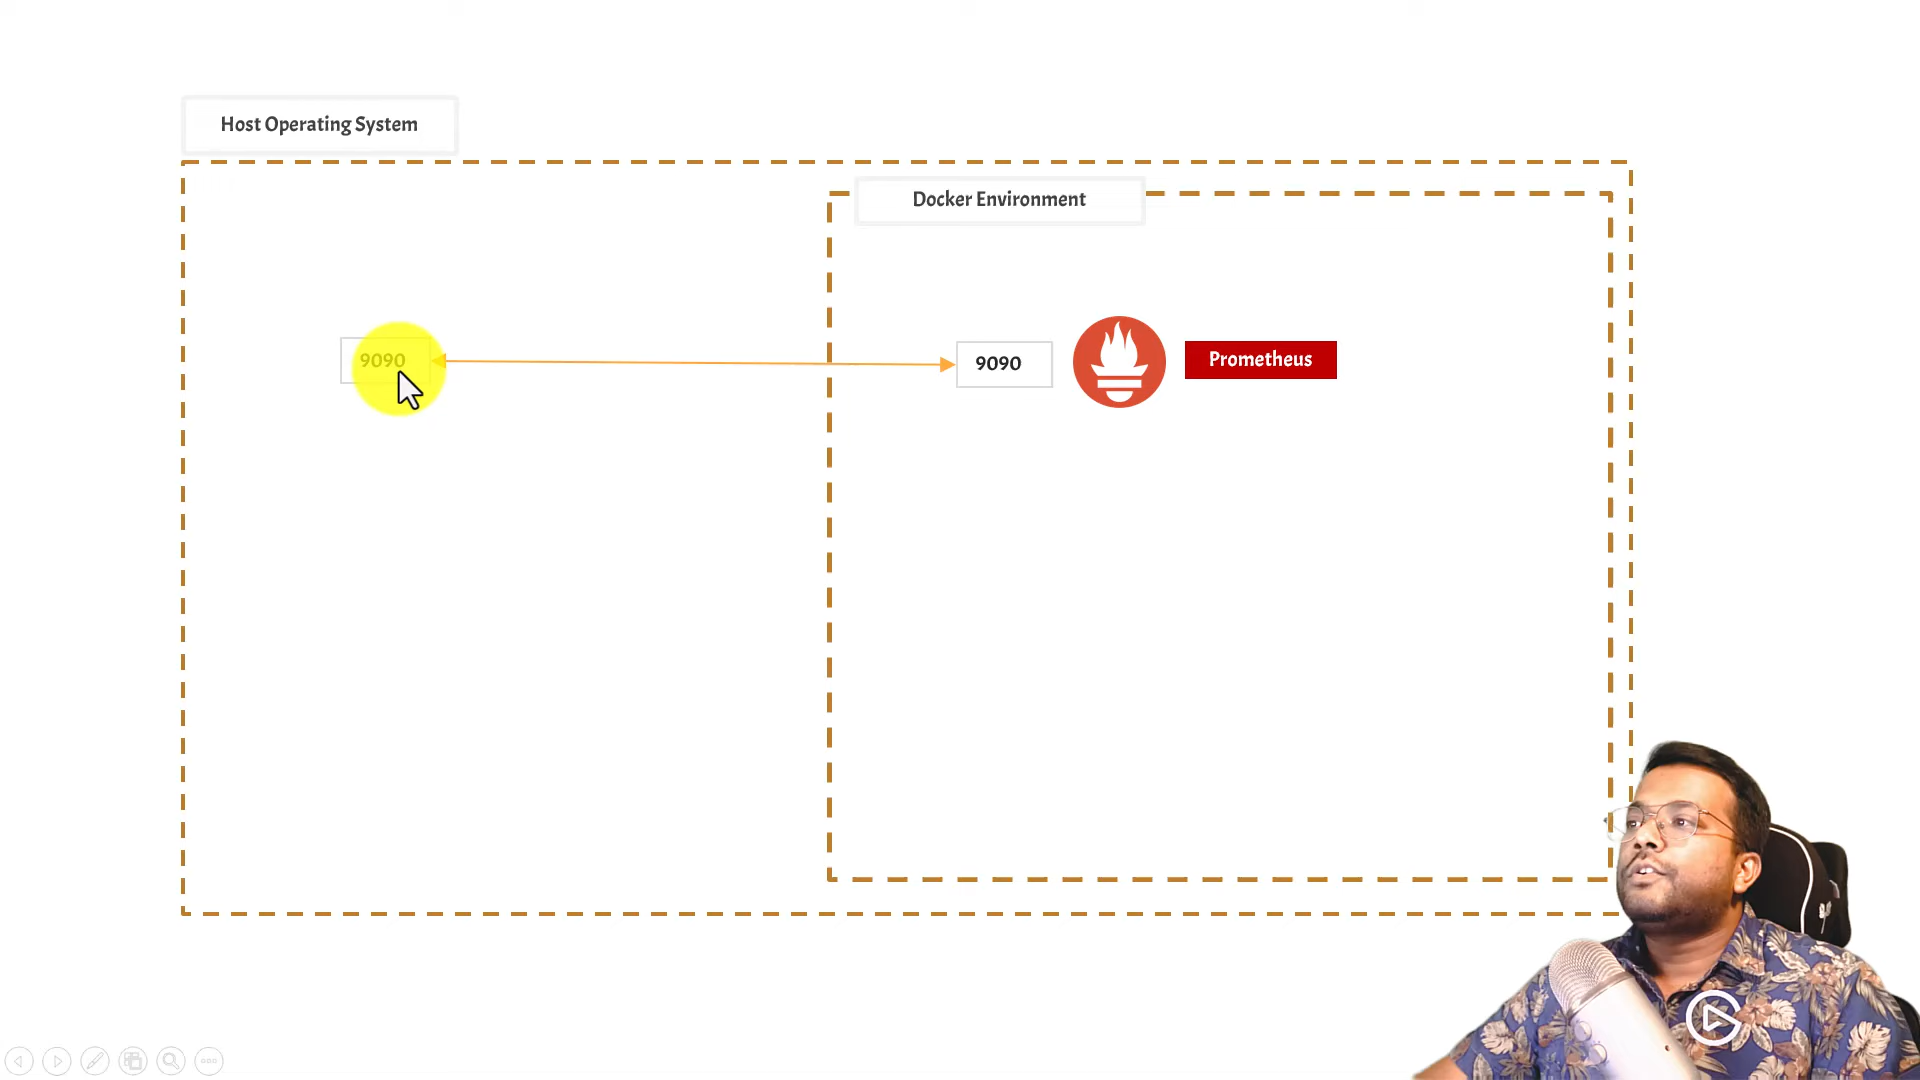 Host Operating System
Docker Environment
9090
9090
Prometheus